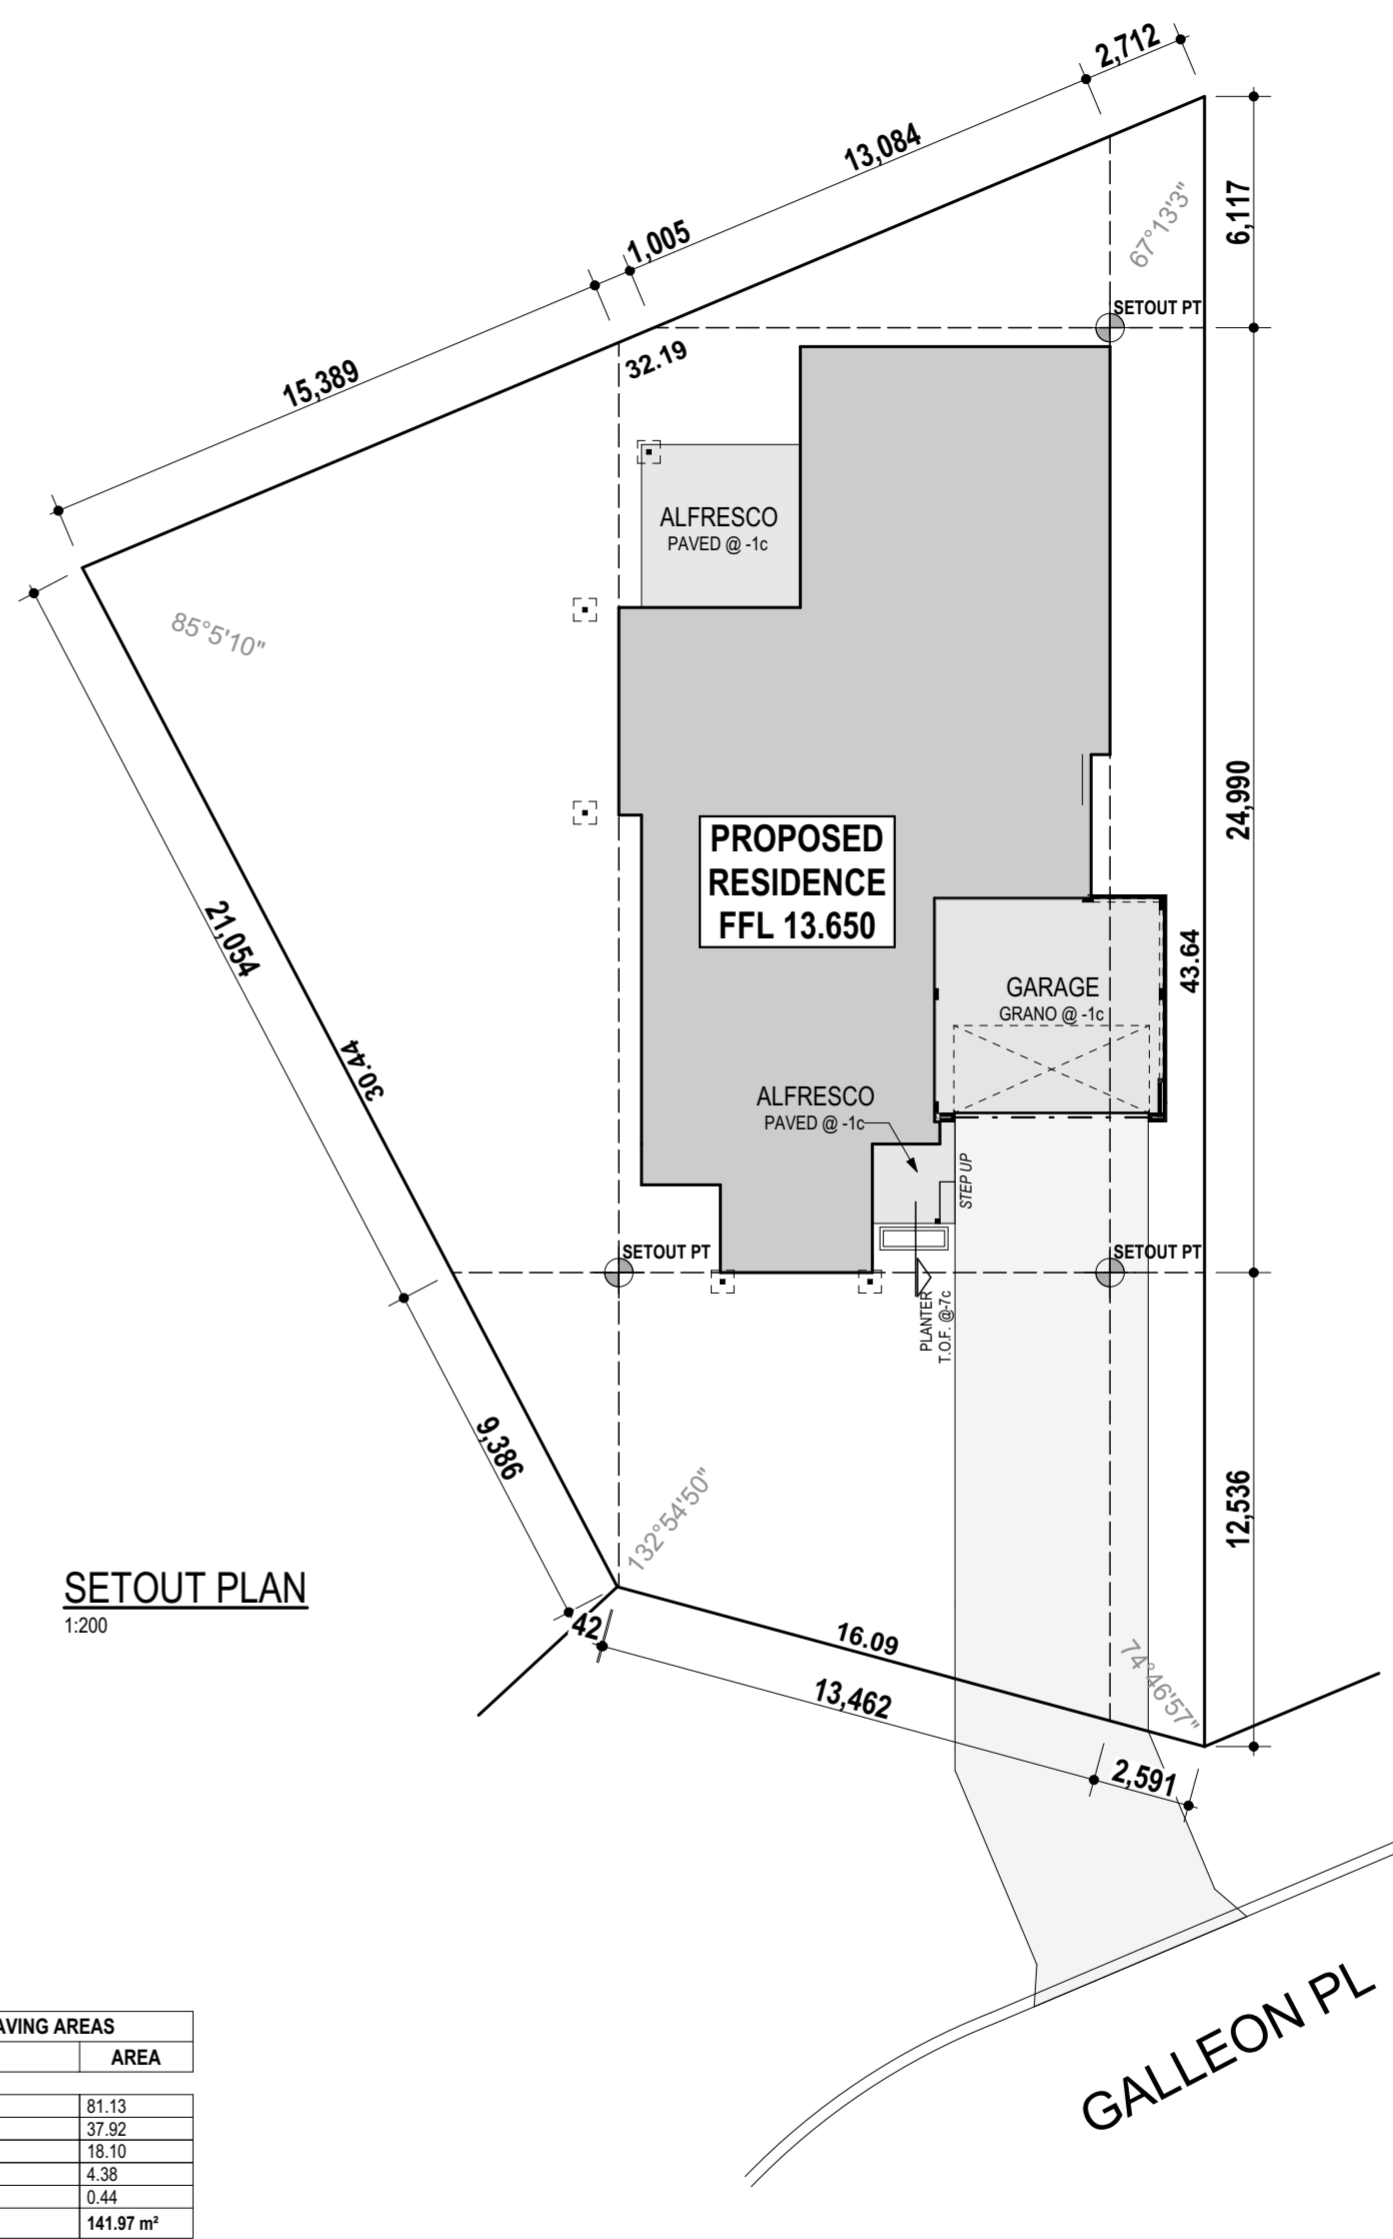 2,712
13,084
1,005
15,389
32.19
67°13'3"
6,117
SETOUT PT
ALFRESCO
PAVED @ -1c
85°5'10"
PROPOSED
RESIDENCE
FFL 13.650
24,990
21,054
43.64
GARAGE
GRANO @ -1c
30.44
ALFRESCO
PAVED @ -1c
STEP UP
SETOUT PT
SETOUT PT
PLANTER
T.O.F. @-7c
9,386
132°54'50"
12,536
SETOUT PLAN
1:200
42
16.09
74°46'57"
13,462
2,591
GALLEON PL
AVING AREAS
AREA
81.13
37.92
18.10
4.38
0.44
141.97 m²